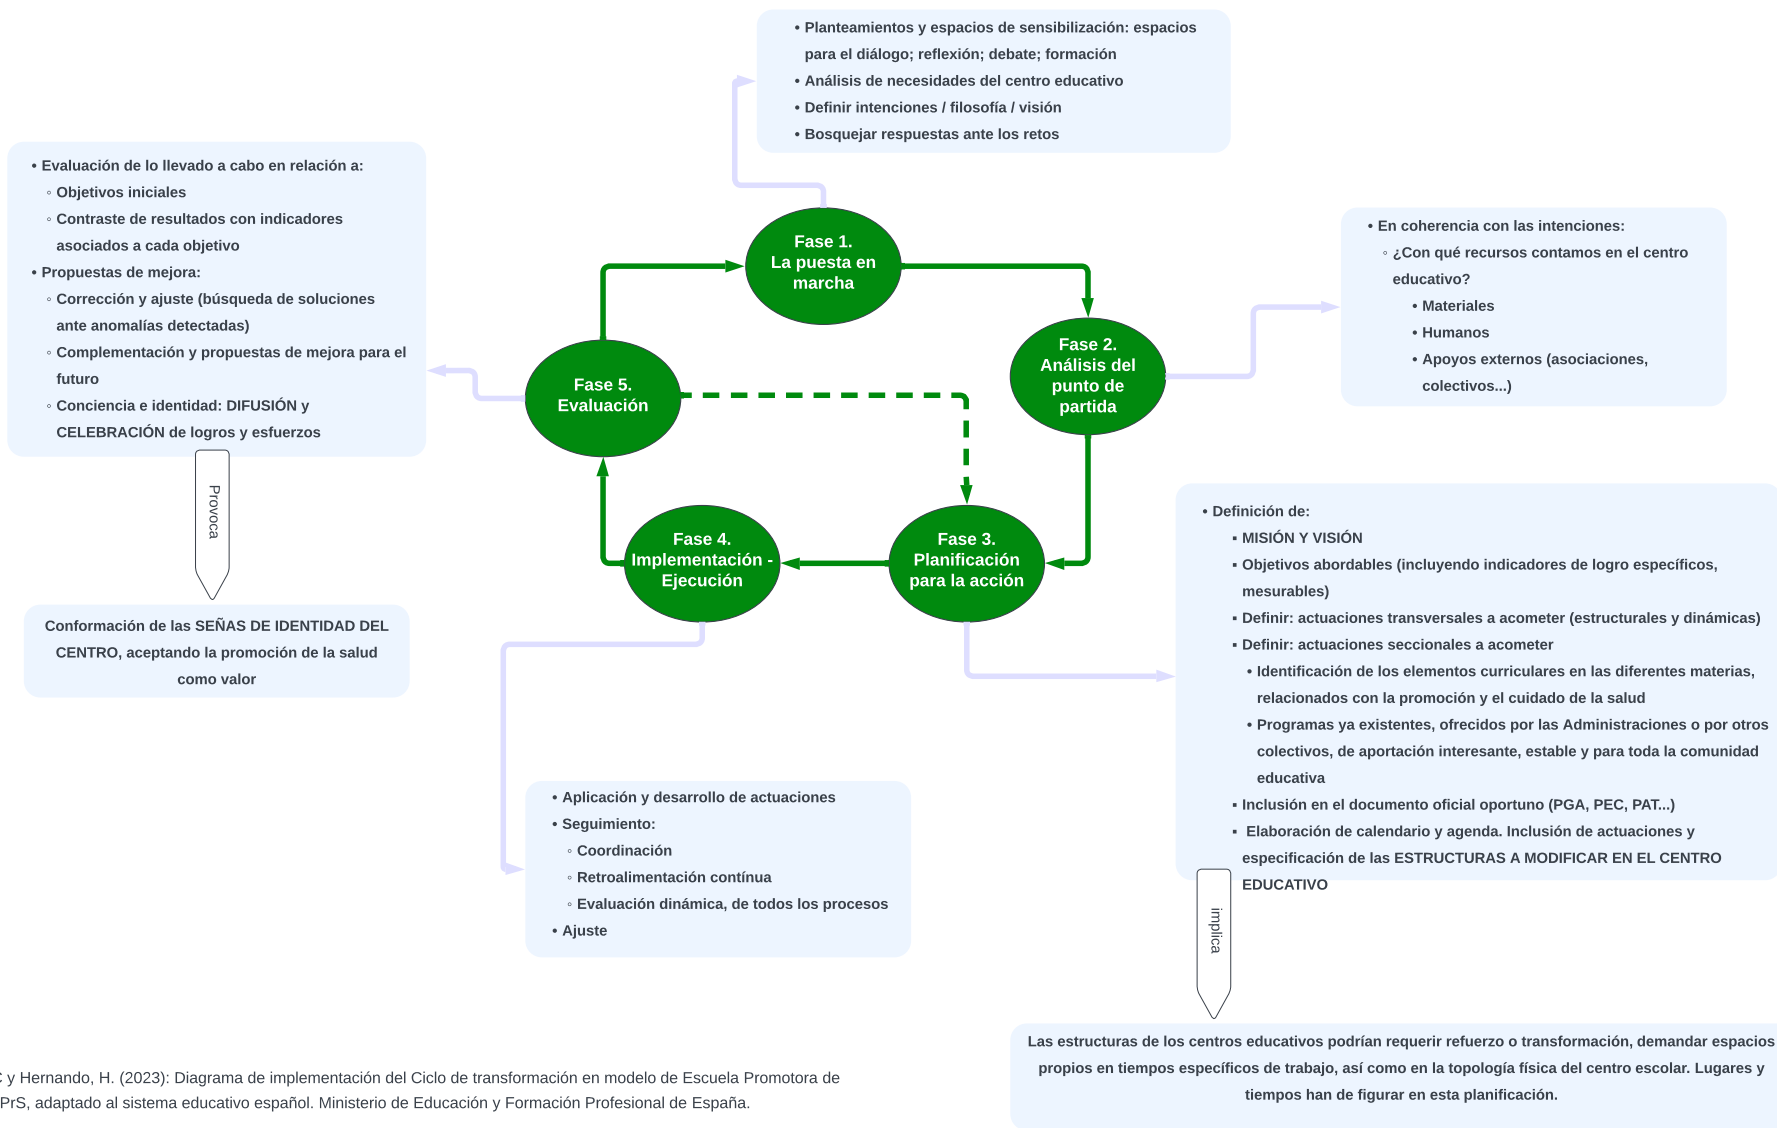 • Planteamientos y espacios de sensibilización: espacios
para el diálogo; reflexión; debate; formación
• Análisis de necesidades del centro educativo
• Definir intenciones / filosofía / visión
• Bosquejar respuestas ante los retos
• Evaluación de lo llevado a cabo en relación a:
◦ Objetivos iniciales
◦ Contraste de resultados con indicadores
asociados a cada objetivo
• Propuestas de mejora:
◦ Corrección y ajuste (búsqueda de soluciones
ante anomalías detectadas)
◦ Complementación y propuestas de mejora para el
futuro
◦ Conciencia e identidad: DIFUSIÓN y
CELEBRACIÓN de logros y esfuerzos
Provoca
Conformación de las SEÑAS DE IDENTIDAD DEL
CENTRO, aceptando la promoción de la salud
como valor
Fase 1.
La puesta en
marcha
Fase 2.
Análisis del
punto de
partida
Fase 3.
Planificación
para la acción
Fase 4.
Implementación -
Ejecución
Fase 5.
Evaluación
• En coherencia con las intenciones:
◦ ¿Con qué recursos contamos en el centro
educativo?
• Materiales
• Humanos
• Apoyos externos (asociaciones,
colectivos...)
• Definición de:
▪ MISIÓN Y VISIÓN
▪ Objetivos abordables (incluyendo indicadores de logro específicos,
mesurables)
▪ Definir: actuaciones transversales a acometer (estructurales y dinámicas)
▪ Definir: actuaciones seccionales a acometer
• Identificación de los elementos curriculares en las diferentes materias,
relacionados con la promoción y el cuidado de la salud
• Programas ya existentes, ofrecidos por las Administraciones o por otros
colectivos, de aportación interesante, estable y para toda la comunidad
educativa
▪ Inclusión en el documento oficial oportuno (PGA, PEC, PAT...)
▪ Elaboración de calendario y agenda. Inclusión de actuaciones y
especificación de las ESTRUCTURAS A MODIFICAR EN EL CENTRO
EDUCATIVO
implica
Las estructuras de los centros educativos podrían requerir refuerzo o transformación, demandar espacios
propios en tiempos específicos de trabajo, así como en la topología física del centro escolar. Lugares y
tiempos han de figurar en esta planificación.
• Aplicación y desarrollo de actuaciones
• Seguimiento:
◦ Coordinación
◦ Retroalimentación contínua
◦ Evaluación dinámica, de todos los procesos
• Ajuste
y Hernando, H. (2023): Diagrama de implementación del Ciclo de transformación en modelo de Escuela Promotora de
PrS, adaptado al sistema educativo español. Ministerio de Educación y Formación Profesional de España.